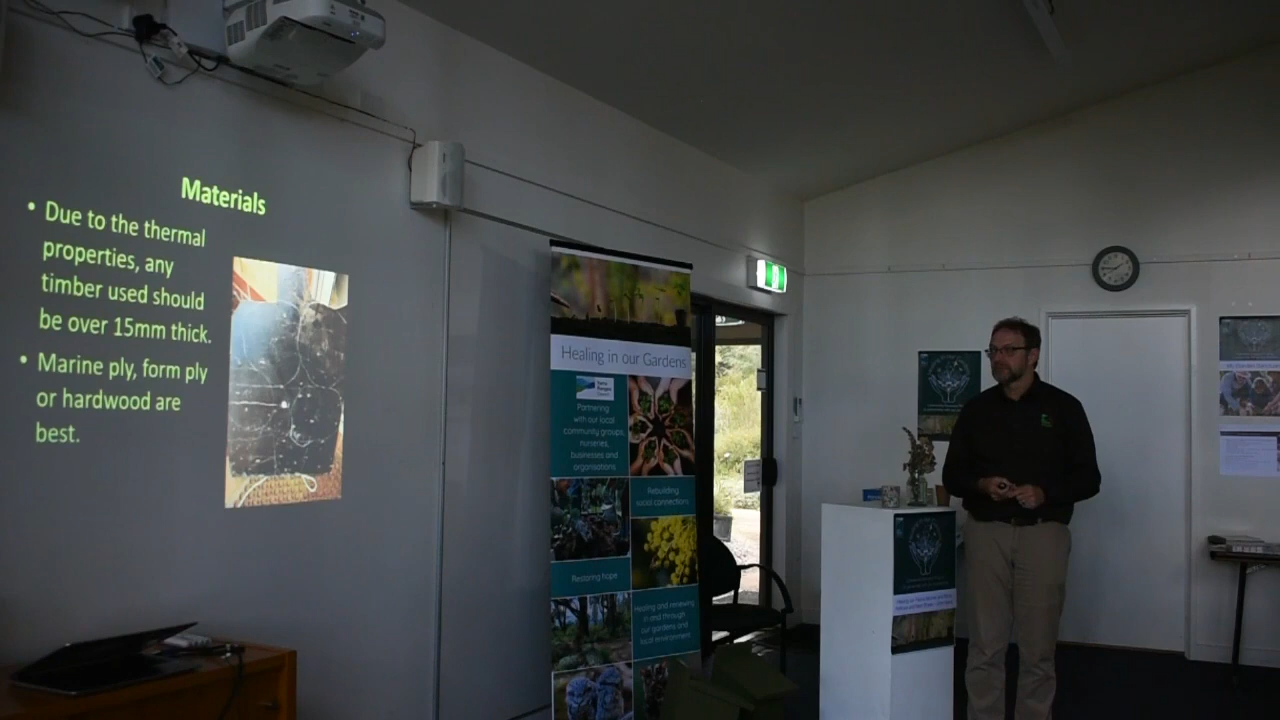 Materials
• Due to the thermal
properties, any
timber used should
be over 15mm thick.
• Marine ply, form ply
or hardwood are
best.
Healing in our Gardens
Partnering
with our local
community groups,
nurseries,
businesses and
organisations.
Rebuilding
social connections
Restoring hope
Healing and renewing
in and through
our gardens and
local environment